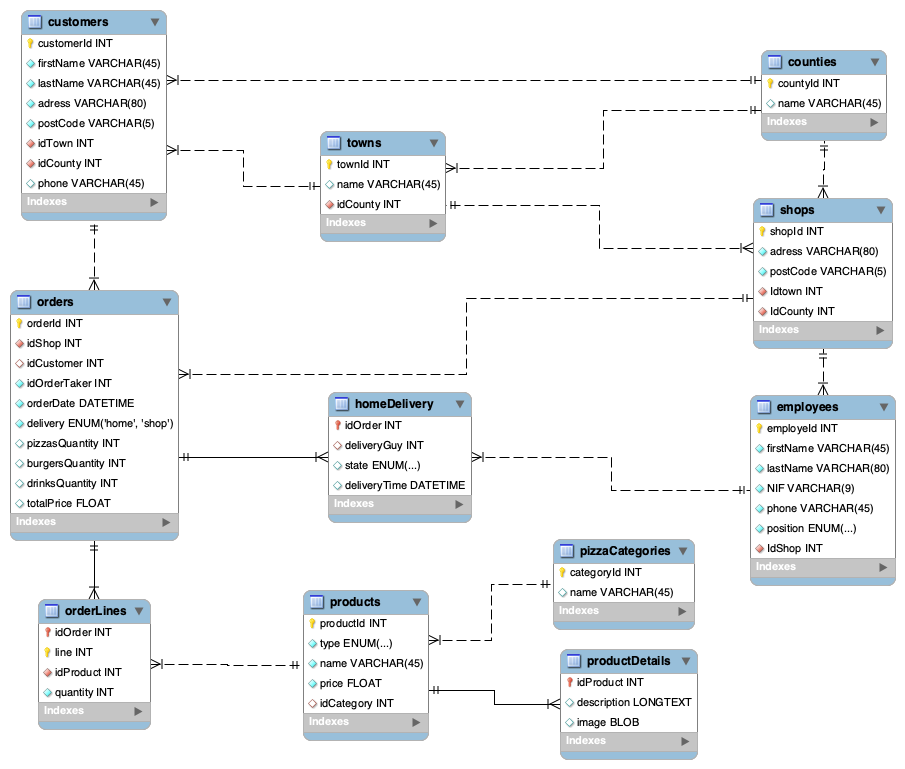 customers
customerId INT
firstName VARCHAR(45)
lastName VARCHAR(45)
adress VARCHAR(80)
postCode VARCHAR(5)
idTown INT
idCounty INT
phone VARCHAR(45)
Indexes
counties
countyId INT
name VARCHAR(45)
Indexes
towns
townId INT
name VARCHAR(45)
idCounty INT
Indexes
shops
shopId INT
adress VARCHAR(80)
postCode VARCHAR(5)
Idtown INT
IdCounty INT
Indexes
orders
orderId INT
idShop INT
idCustomer INT
idOrderTaker INT
orderDate DATETIME
delivery ENUM('home', 'shop')
pizzasQuantity INT
burgersQuantity INT
drinksQuantity INT
totalPrice FLOAT
Indexes
homeDelivery
idOrder INT
deliveryGuy INT
state ENUM(...)
deliveryTime DATETIME
Indexes
employees
employeId INT
firstName VARCHAR(45)
lastName VARCHAR(80)
NIF VARCHAR(9)
phone VARCHAR(45)
position ENUM(...)
IdShop INT
Indexes
pizzaCategories
categoryId INT
name VARCHAR(45)
Indexes
orderLines
idOrder INT
line INT
idProduct INT
quantity INT
Indexes
products
productId INT
type ENUM(...)
name VARCHAR(45)
price FLOAT
idCategory INT
Indexes
productDetails
idProduct INT
description LONGTEXT
image BLOB
Indexes